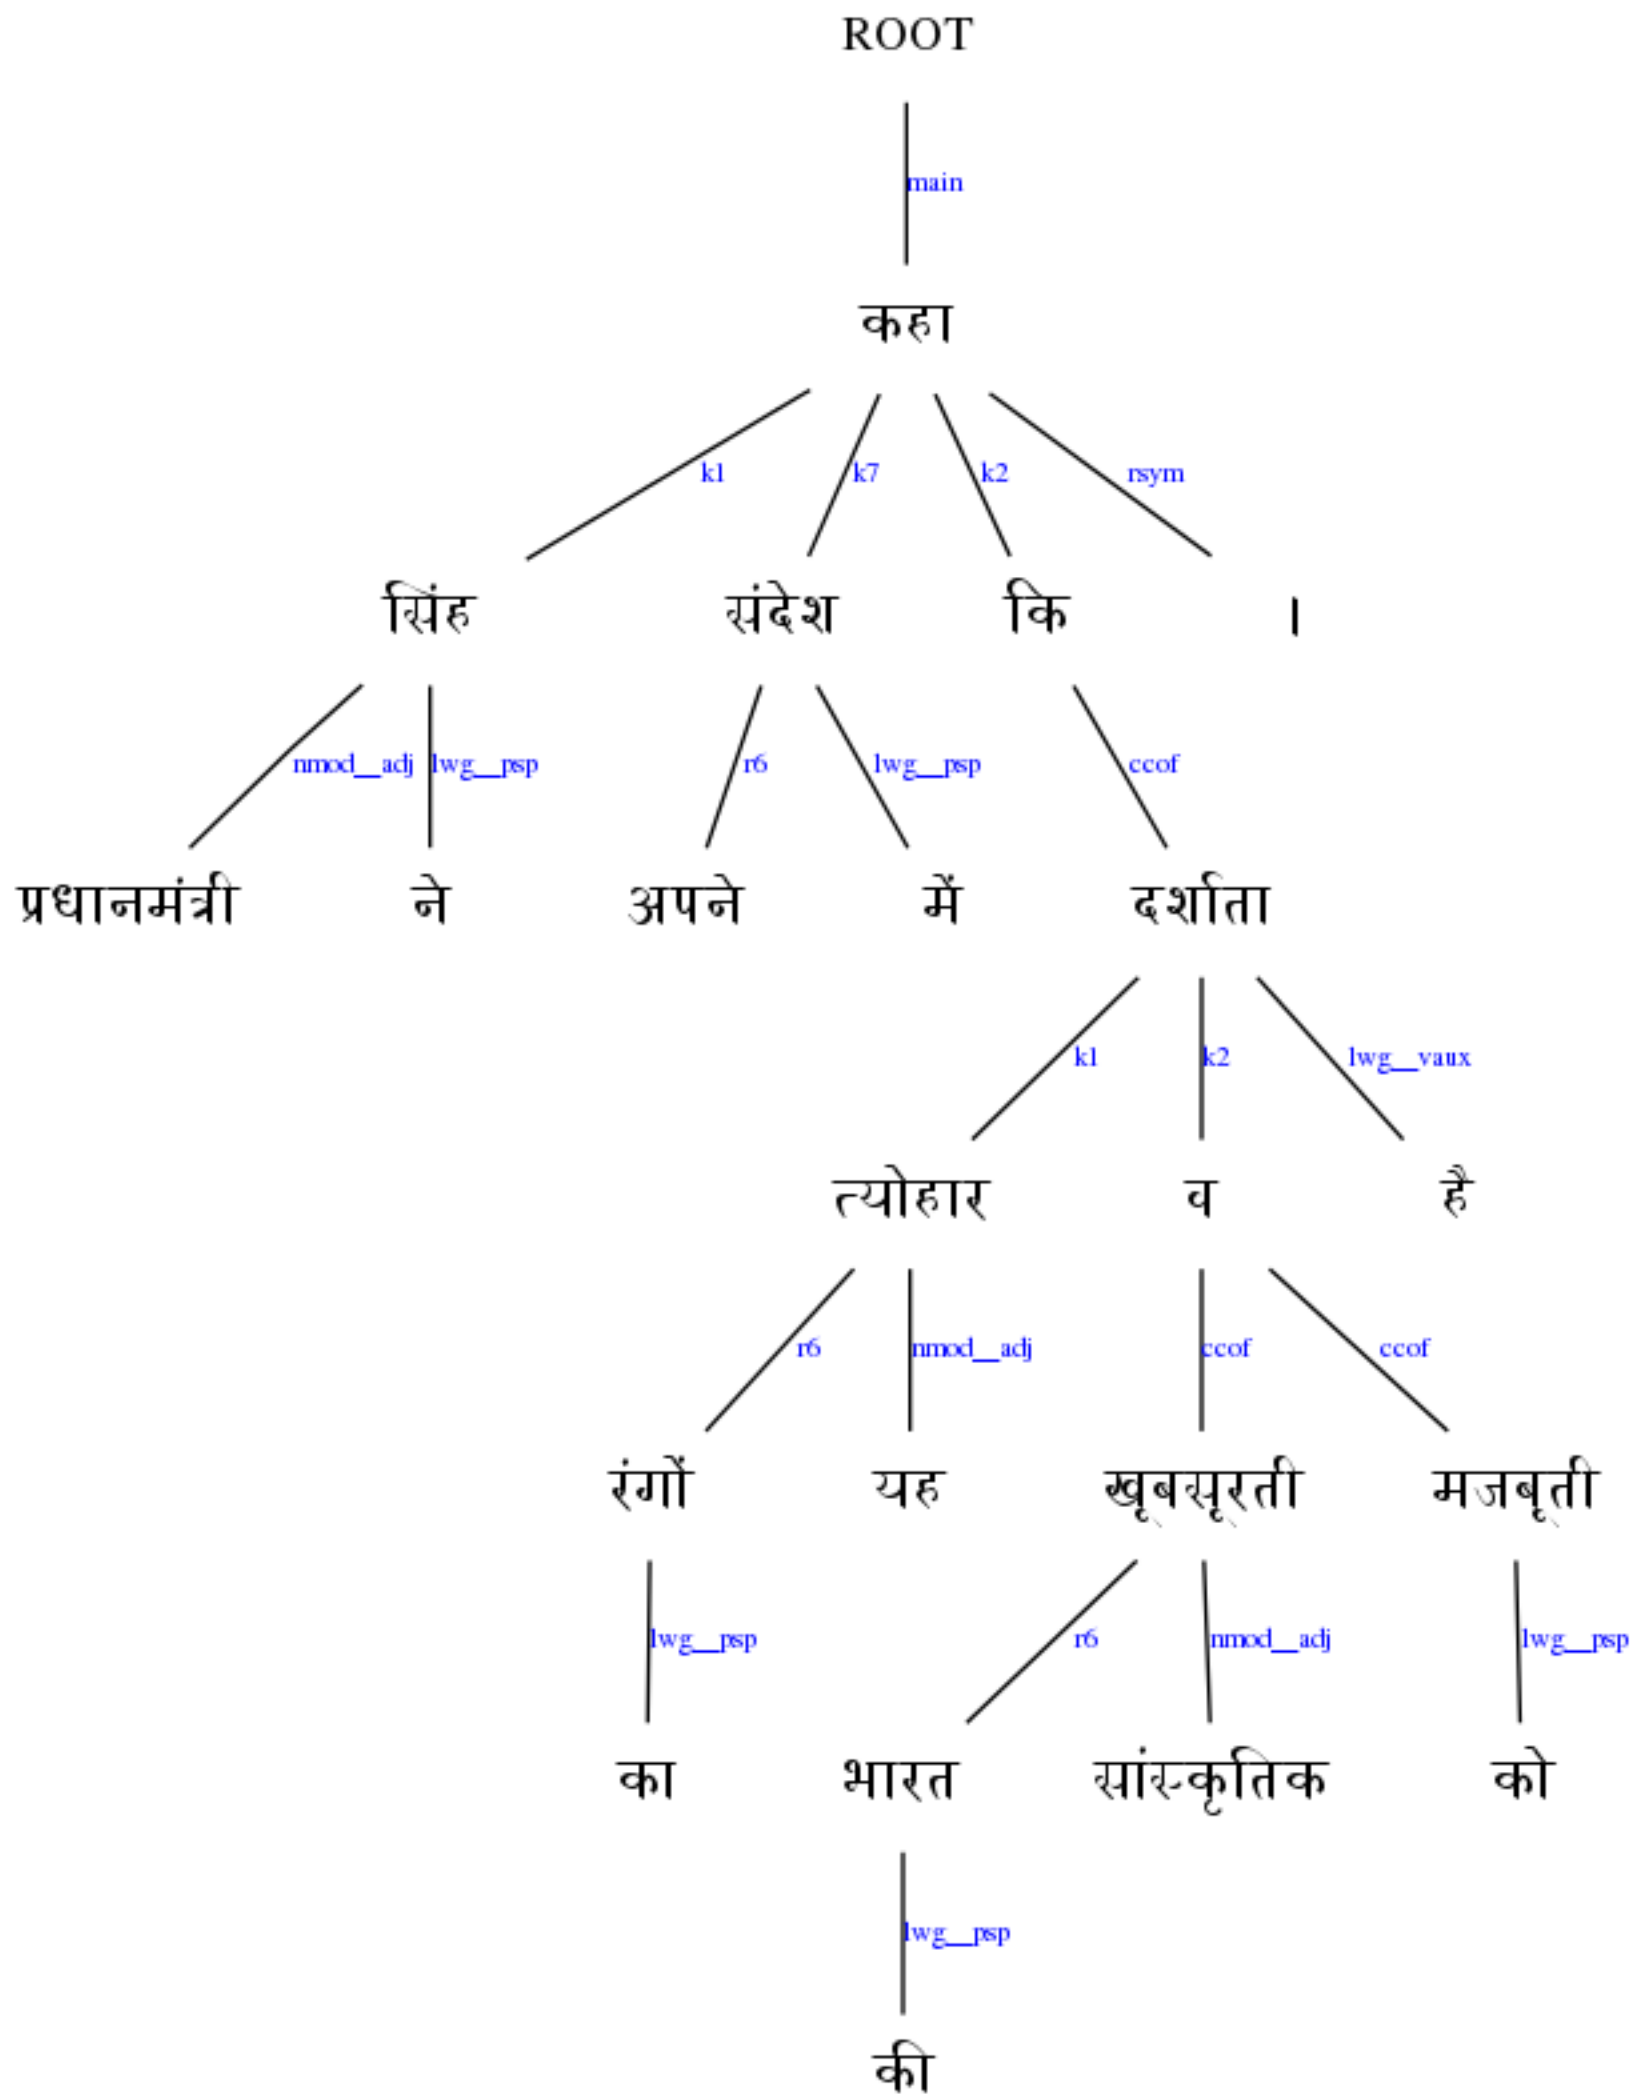 ROOT
main
कहा
k1 k7 k2 rsym
सिंह संदेश कि ।
nmod__adj lwg__psp r6 lwg__psp ccof
प्रधानमंत्री ने अपने में दर्शाता
k1 k2 lwg__vaux
त्योहार व है
r6 nmod__adj ccof ccof
रंगों यह खूबसूरती मजबूती
lwg__psp r6 nmod__adj lwg__psp
का भारत सांस्कृतिक को
lwg__psp
की